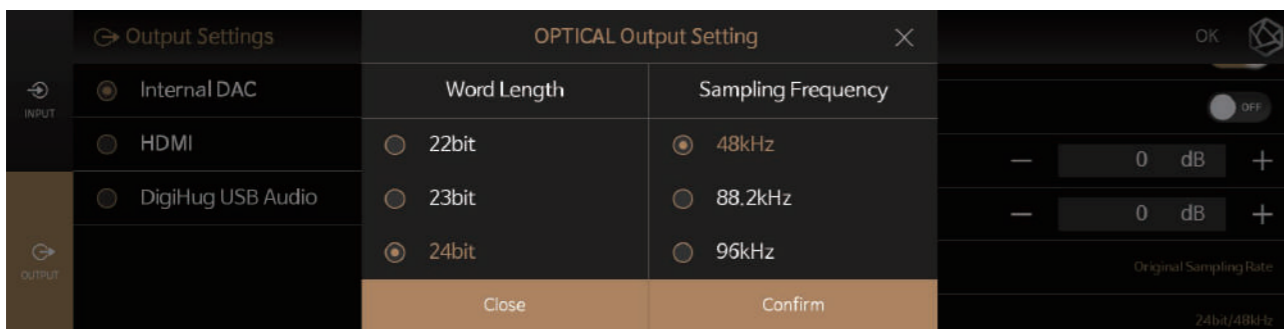 Output Settings
OPTICAL Output Setting
OK
INPUT
Internal DAC
Word Length
Sampling Frequency
OFF
HDMI
22bit
48kHz
0 dB
DigiHug USB Audio
23bit
88.2kHz
0 dB
OUTPUT
24bit
96kHz
Original Sampling Rate
Close
Confirm
24bit/48kHz